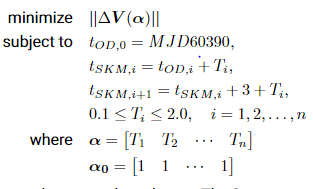 minimize ||ΔV(α)||
subject to t_{OD,0} = MJD60390,
t_{SKM,i} = t_{OD,i} + T_i,
t_{SKM,i+1} = t_{SKM,i} + 3 + T_i,
0.1 ≤ T_i ≤ 2.0, i = 1, 2, ..., n
where α = [T_1 T_2 ⋯ T_n]
α_0 = [1 1 ⋯ 1]